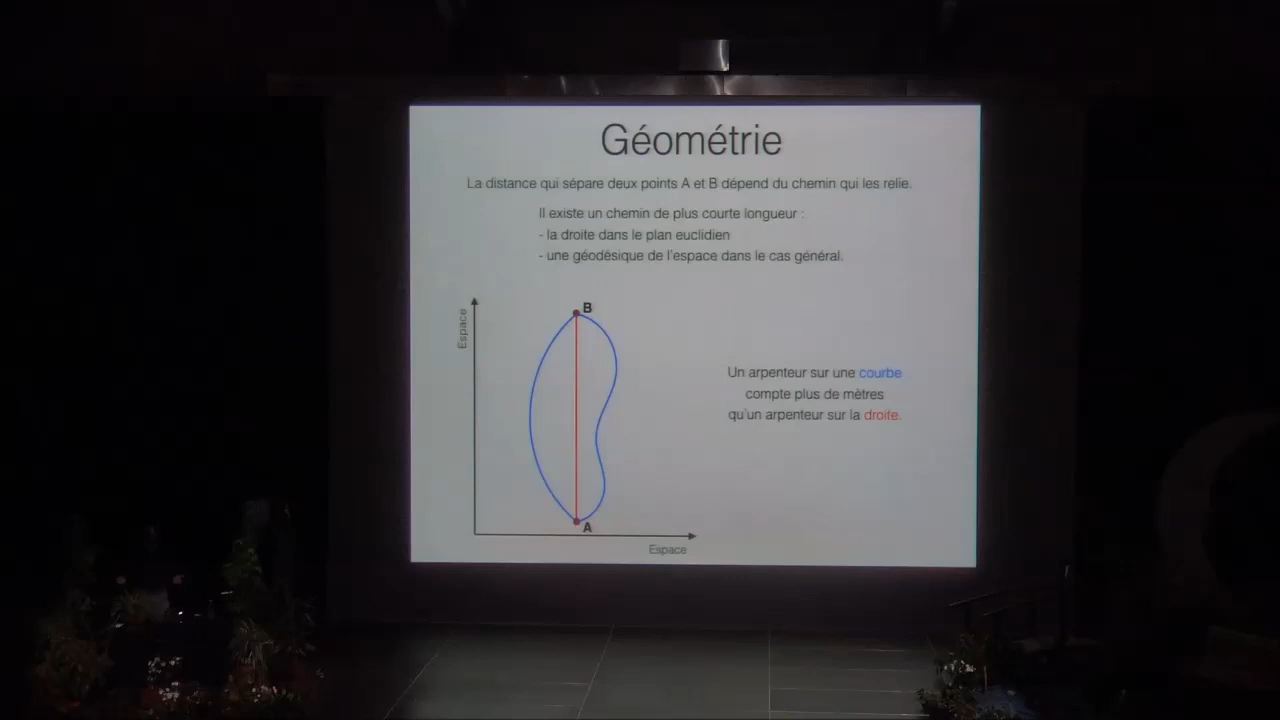 Géométrie
La distance qui sépare deux points A et B dépend du chemin qui les relie.
Il existe un chemin de plus courte longueur :
- la droite dans le plan euclidien
- une géodésique de l'espace dans le cas général.
B
Espace
Un arpenteur sur une courbe
compte plus de mètres
qu'un arpenteur sur la droite.
A
Espace